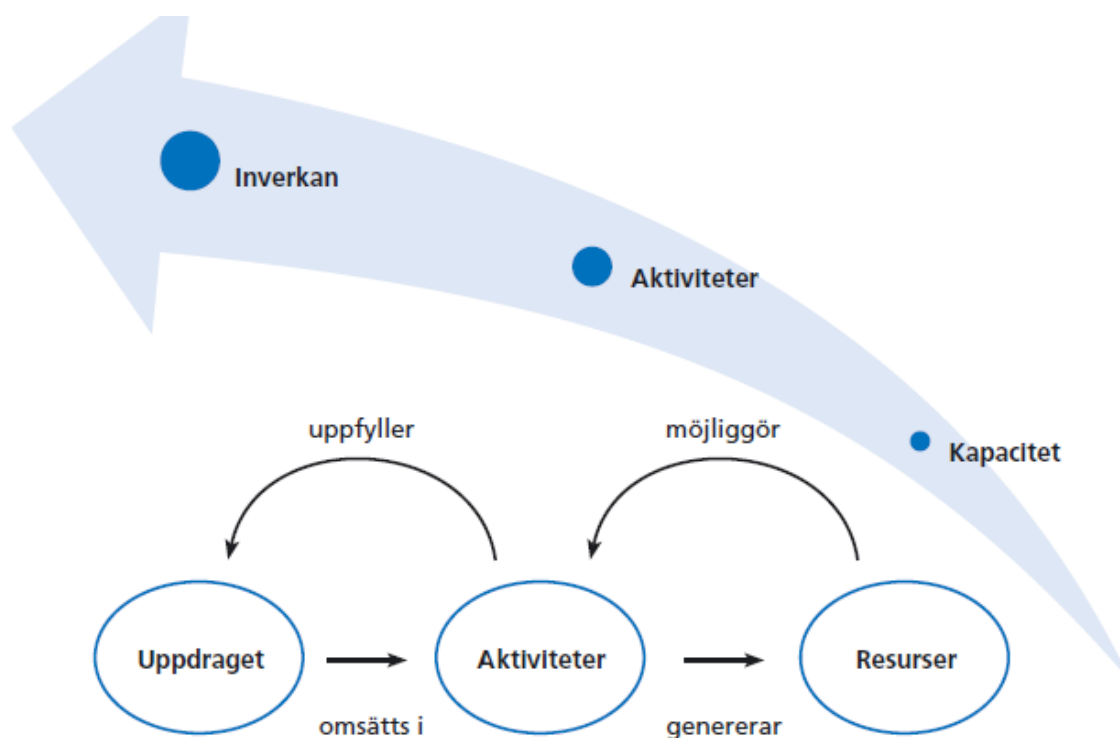 Inverkan
Aktiviteter
Kapacitet
uppfyller
möjliggör
Uppdraget
Aktiviteter
Resurser
omsätts i
genererar